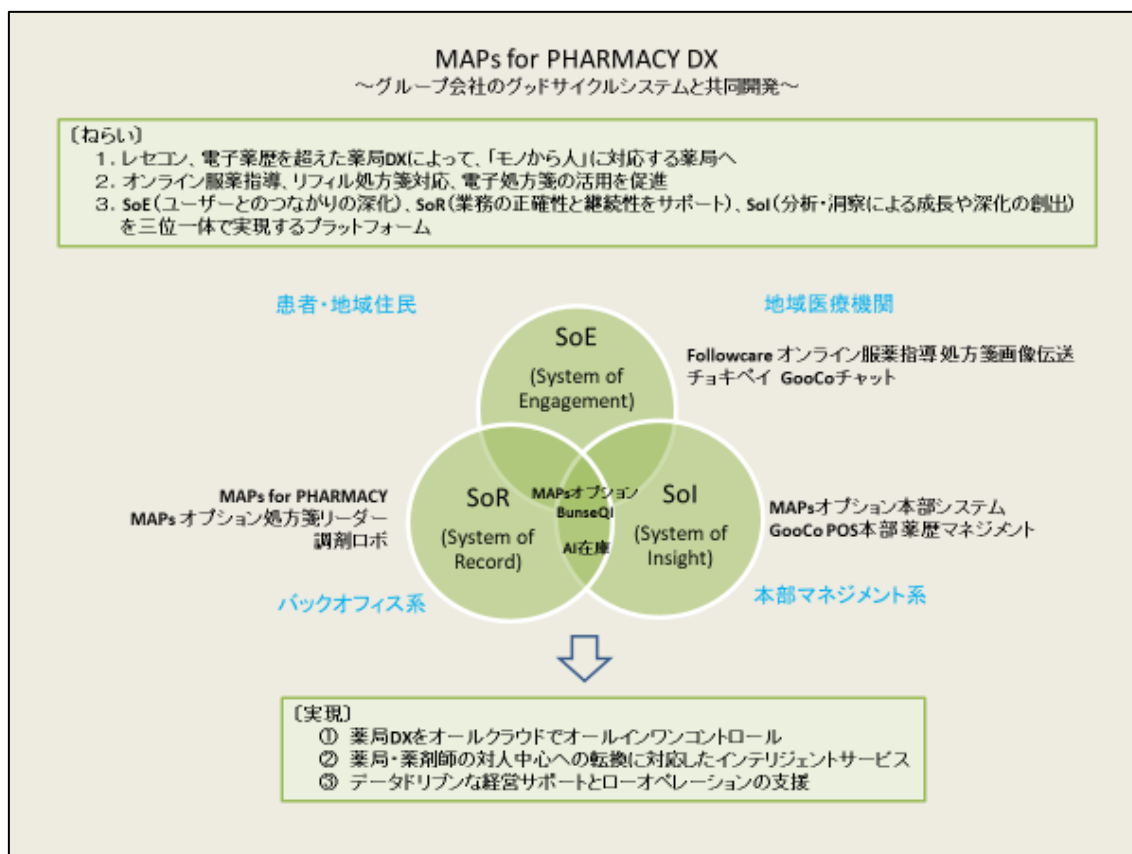 MAPs for PHARMACY DX
～グループ会社のグッドサイクルシステムと共同開発～
〔ねらい〕
１．レセコン、電子薬歴を超えた薬局DXによって、「モノから人」に対応する薬局へ
２．オンライン服薬指導、リフィル処方箋対応、電子処方箋の活用を促進
３．SoE（ユーザーとのつながりの深化）、SoR（業務の正確性と継続性をサポート）、SoI（分析・洞察による成長や深化の創出）
を三位一体で実現するプラットフォーム
患者・地域住民
地域医療機関
SoE
(System of
Engagement)
Followcare オンライン服薬指導 処方箋画像伝送
チョキペイ GooCoチャット
MAPs for PHARMACY
MAPs オプション処方箋リーダー
調剤ロボ
SoR
(System of
Record)
MAPsオプション
BunseQI
AI在庫
SoI
(System of
Insight)
MAPsオプション本部システム
GooCo POS本部 薬歴マネジメント
バックオフィス系
本部マネジメント系
〔実現〕
① 薬局DXをオールクラウドでオールインワンコントロール
② 薬局・薬剤師の対人中心への転換に対応したインテリジェントサービス
③ データドリブンな経営サポートとローオペレーションの支援